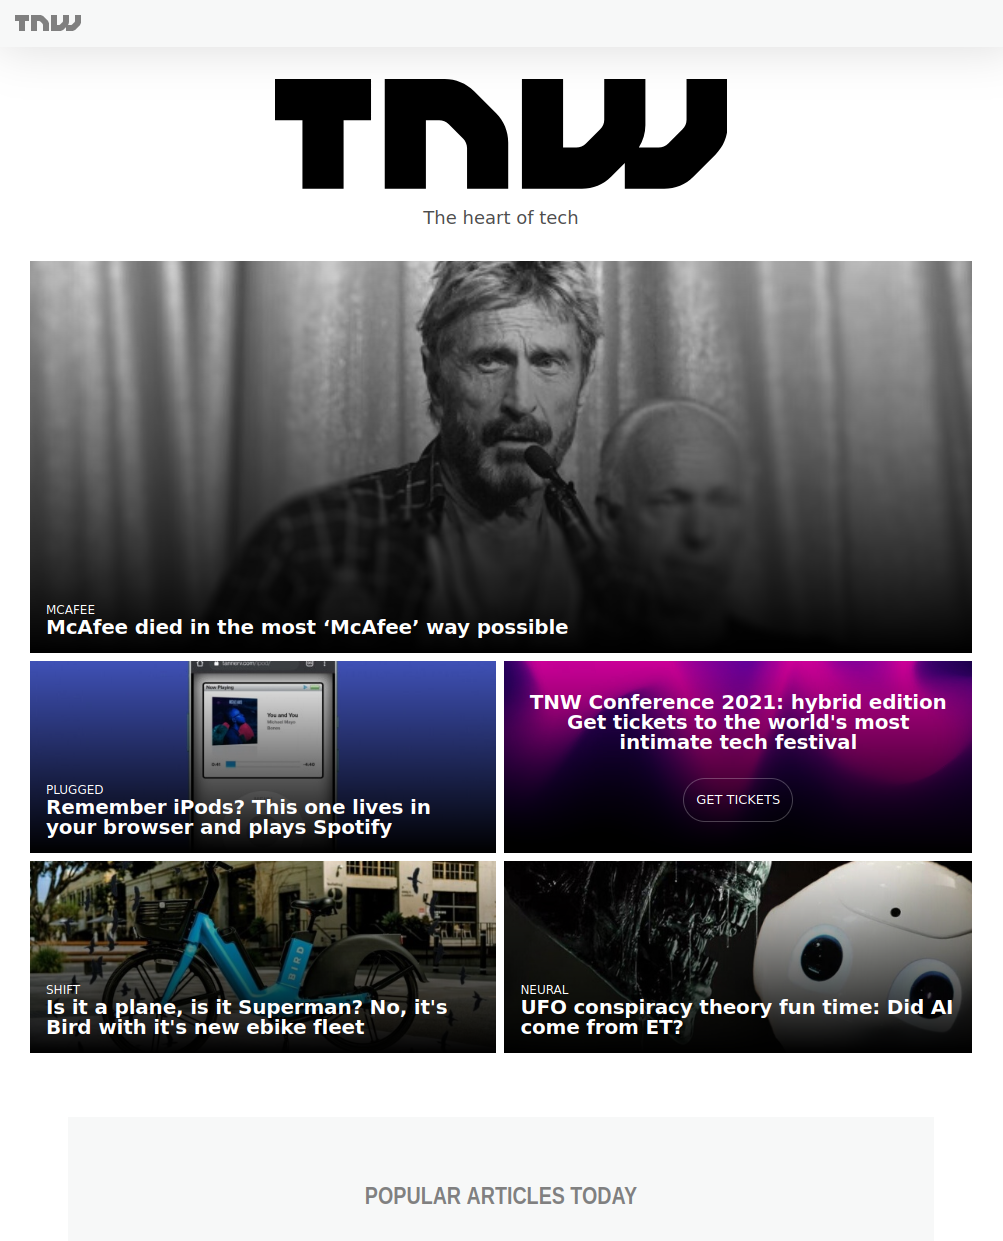 TNW
TNW
The heart of tech
MCAFEE
McAfee died in the most ‘McAfee’ way possible
Now Playing
You and You
PLUGGED
Remember iPods? This one lives in
your browser and plays Spotify
TNW Conference 2021: hybrid edition
Get tickets to the world's most
intimate tech festival
GET TICKETS
BIRD
SHIFT
Is it a plane, is it Superman? No, it's
Bird with it's new ebike fleet
NEURAL
UFO conspiracy theory fun time: Did AI
come from ET?
POPULAR ARTICLES TODAY